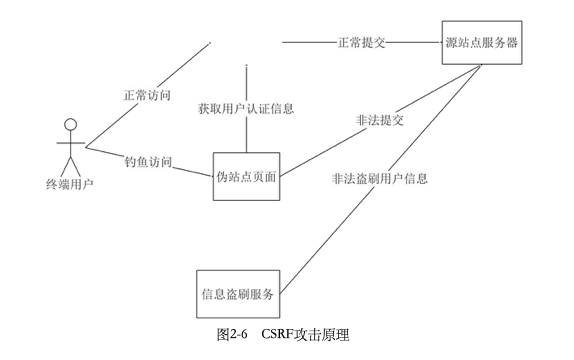 正常提交
源站点服务器
正常访问
获取用户认证信息
非法提交
钓鱼访问
伪站点页面
非法盗刷用户信息
终端用户
信息盗刷服务
图2-6 CSRF攻击原理